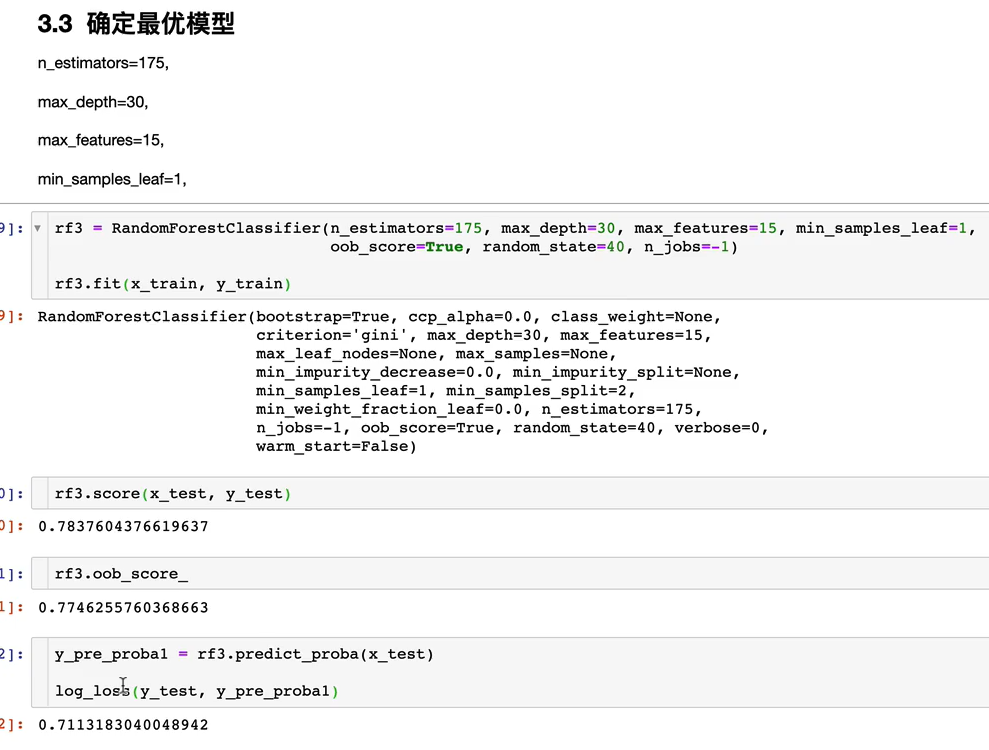 3.3 确定最优模型
n_estimators=175,
max_depth=30,
max_features=15,
min_samples_leaf=1,
9]: rf3 = RandomForestClassifier(n_estimators=175, max_depth=30, max_features=15, min_samples_leaf=1,
oob_score=True, random_state=40, n_jobs=-1)
rf3.fit(x_train, y_train)
9]: RandomForestClassifier(bootstrap=True, ccp_alpha=0.0, class_weight=None,
criterion='gini', max_depth=30, max_features=15,
max_leaf_nodes=None, max_samples=None,
min_impurity_decrease=0.0, min_impurity_split=None,
min_samples_leaf=1, min_samples_split=2,
min_weight_fraction_leaf=0.0, n_estimators=175,
n_jobs=-1, oob_score=True, random_state=40, verbose=0,
warm_start=False)
0]: rf3.score(x_test, y_test)
0]: 0.7837604376619637
1]: rf3.oob_score_
1]: 0.7746255760368663
2]: y_pre_proba1 = rf3.predict_proba(x_test)
log_loss(y_test, y_pre_proba1)
2]: 0.7113183040048942